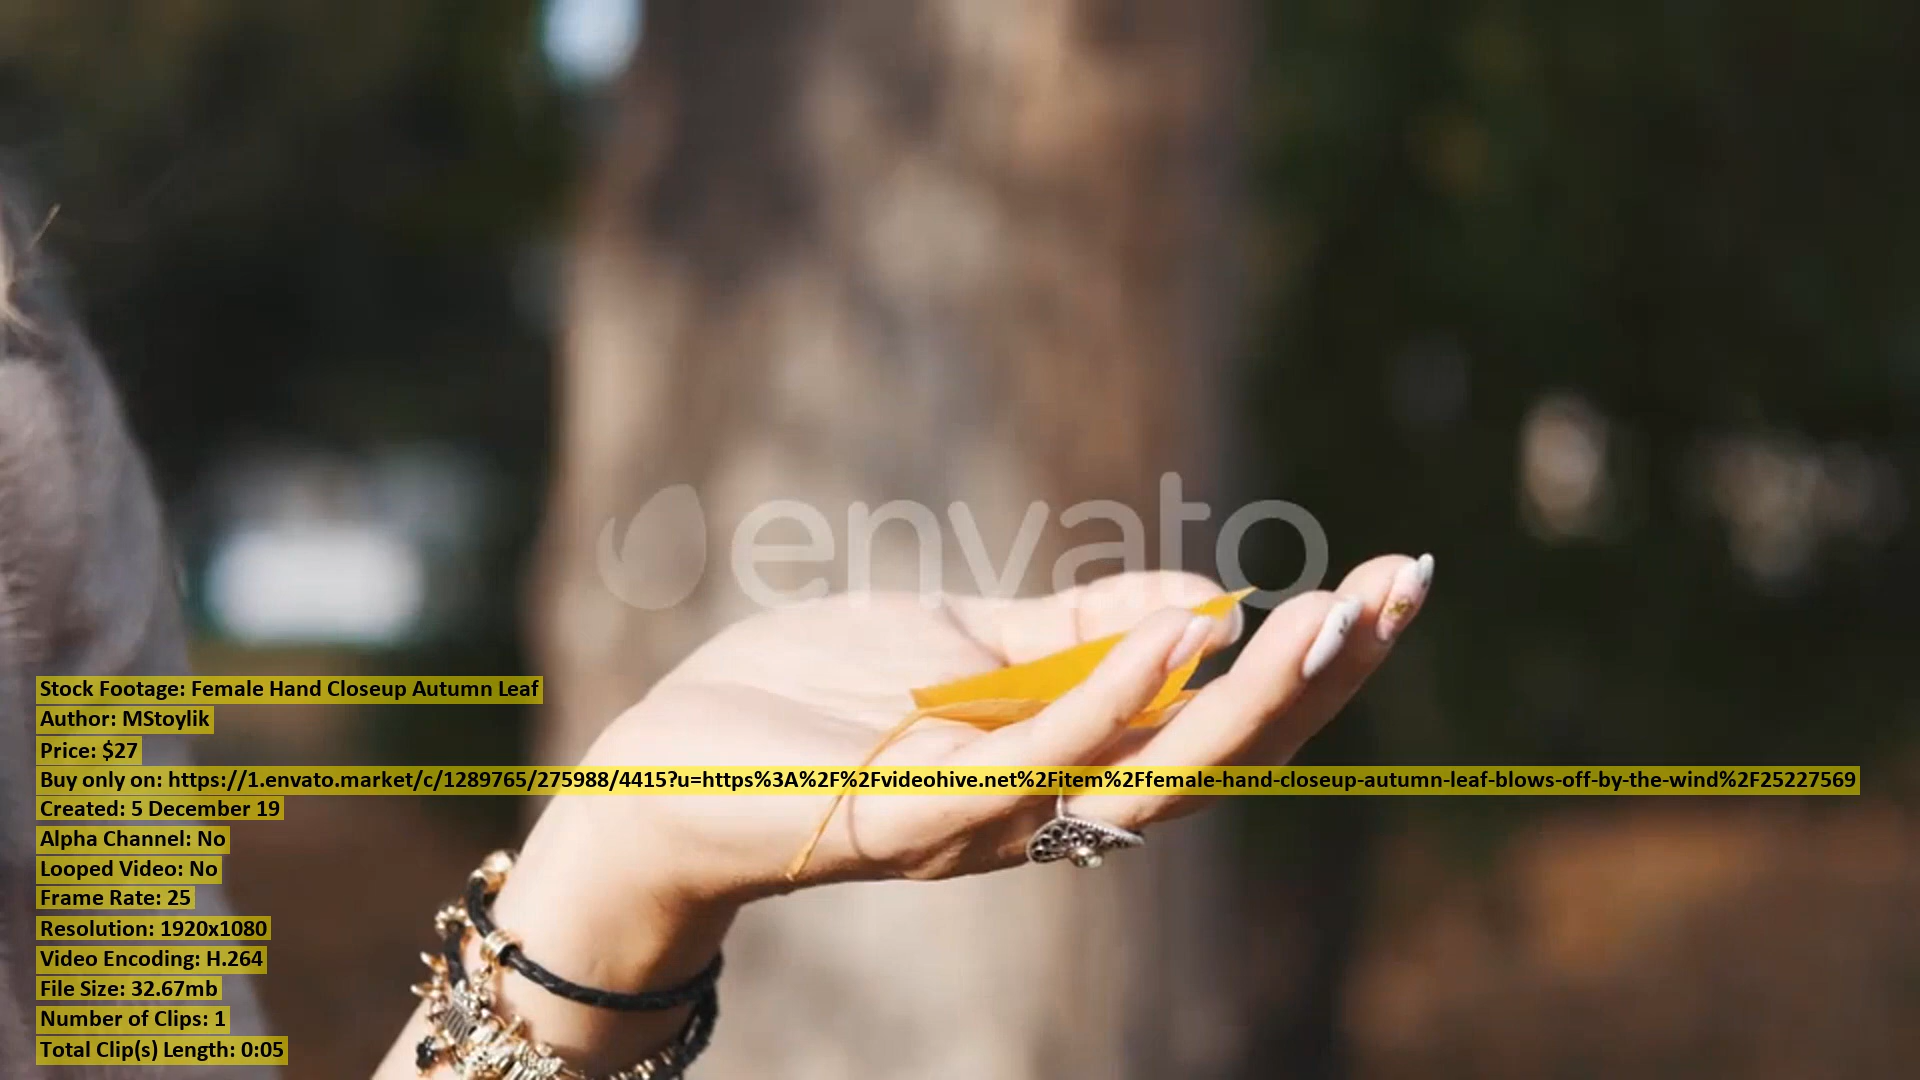 envato
Stock Footage: Female Hand Closeup Autumn Leaf
Author: MStoylik
Price: $27
Buy only on: https://1.envato.market/c/1289765/275988/4415?u=https%3A%2F%2Fvideohive.net%2Fitem%2Ffemale-hand-closeup-autumn-leaf-blows-off-by-the-wind%2F25227569
Created: 5 December 19
Alpha Channel: No
Looped Video: No
Frame Rate: 25
Resolution: 1920x1080
Video Encoding: H.264
File Size: 32.67mb
Number of Clips: 1
Total Clip(s) Length: 0:05